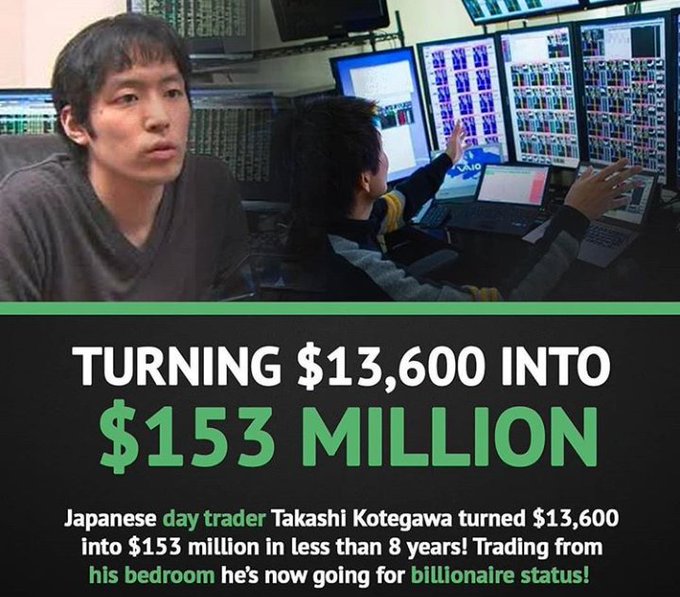 VAIO
TURNING $13,600 INTO
$153 MILLION
Japanese day trader Takashi Kotegawa turned $13,600
into $153 million in less than 8 years! Trading from
his bedroom he's now going for billionaire status!